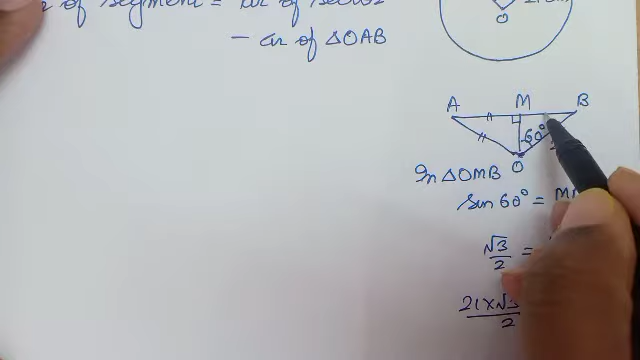 of segment = ar of sector
- ar of ΔOAB
O
A M B
60°
O
In ΔOMB
sin 60° =
√3/2 =
21×√3/2